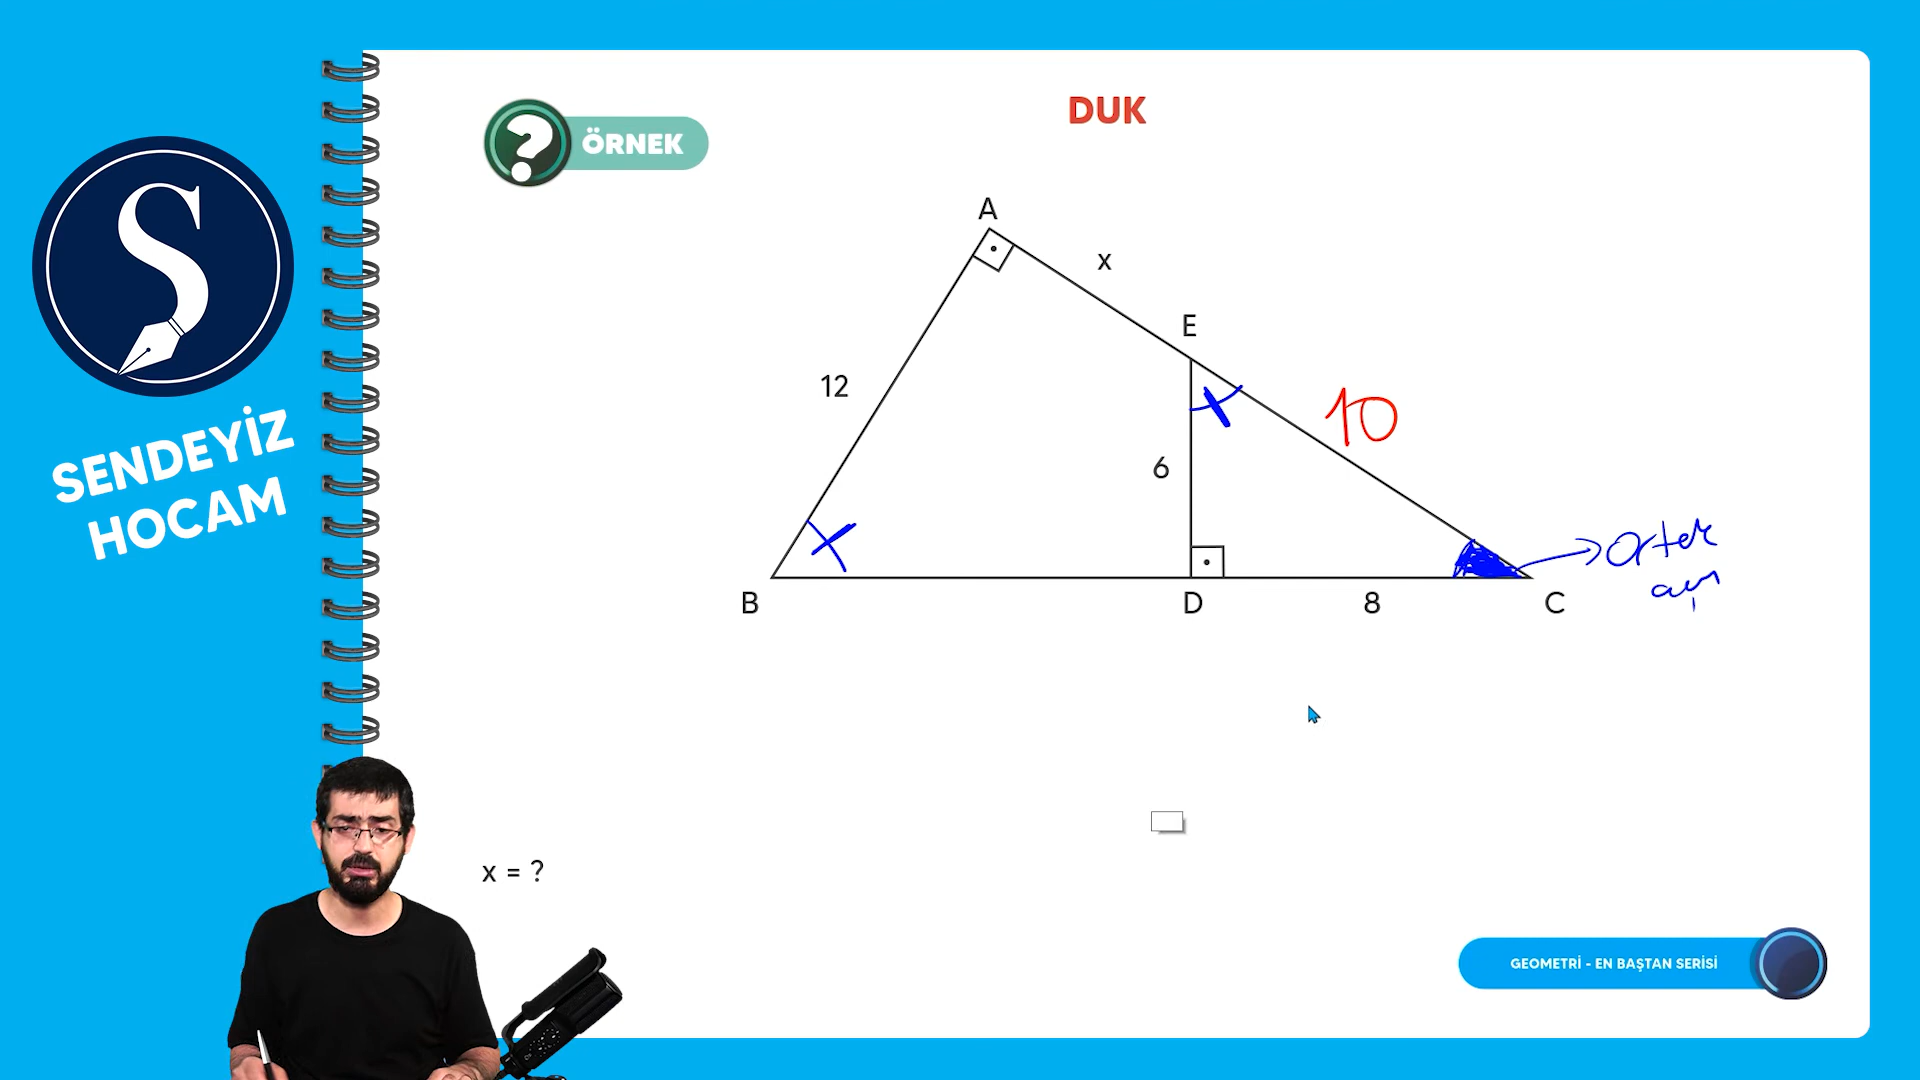 DUK
ÖRNEK
A
x
E
12
10
6
Ortak
açı
B
D
8
C
SENDEYİZ
HOCAM
x = ?
GEOMETRİ - EN BAŞTAN SERİSİ